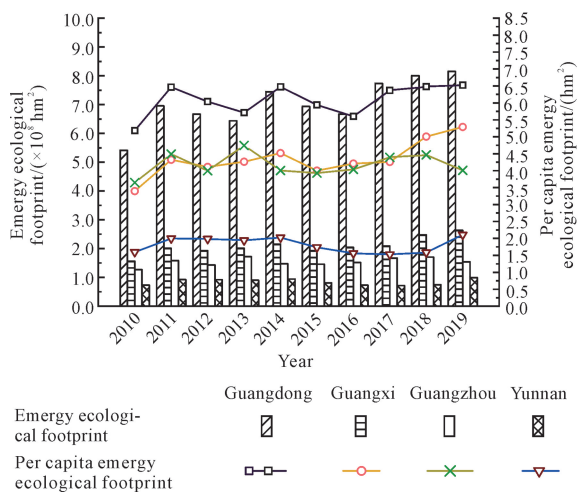 Emergy ecological
footprint/(×10⁸ hm²)
10.0
9.0
8.0
7.0
6.0
5.0
4.0
3.0
2.0
1.0
0.0
8.5
8.0
7.5
7.0
6.5
6.0
5.5
5.0
4.5
4.0
3.5
3.0
2.5
2.0
1.5
1.0
0.5
0.0
Per capita emergy
ecological footprint/(hm²)
2010 2011 2012 2013 2014 2015 2016 2017 2018 2019
Year
Guangdong Guangxi Guangzhou Yunnan
Emergy ecologi-
cal footprint
Per capita emergy
ecological footprint